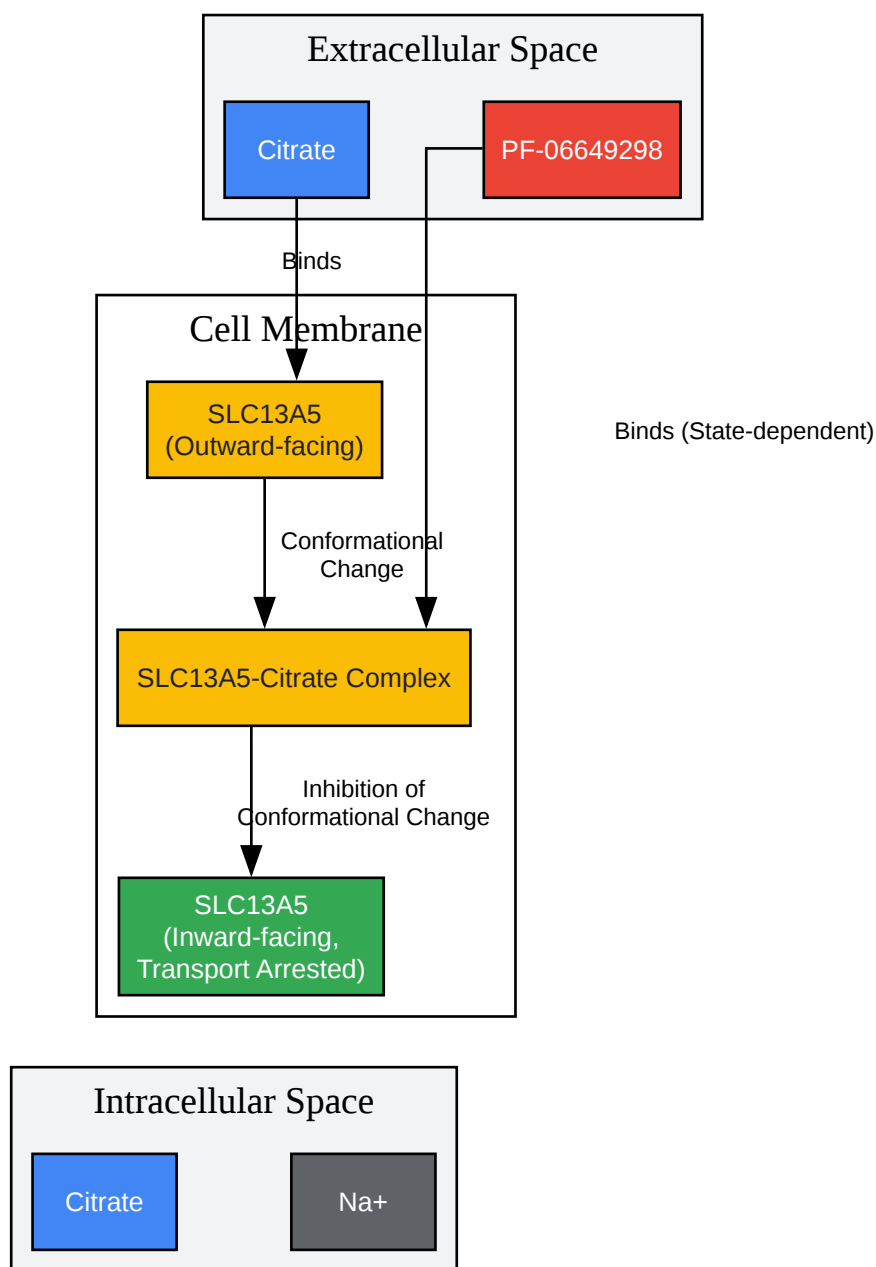 Extracellular Space
Citrate
PF-06649298
Binds
Cell Membrane
SLC13A5
(Outward-facing)
Binds (State-dependent)
Conformational
Change
SLC13A5-Citrate Complex
Inhibition of
Conformational Change
SLC13A5
(Inward-facing,
Transport Arrested)
Intracellular Space
Citrate
Na+